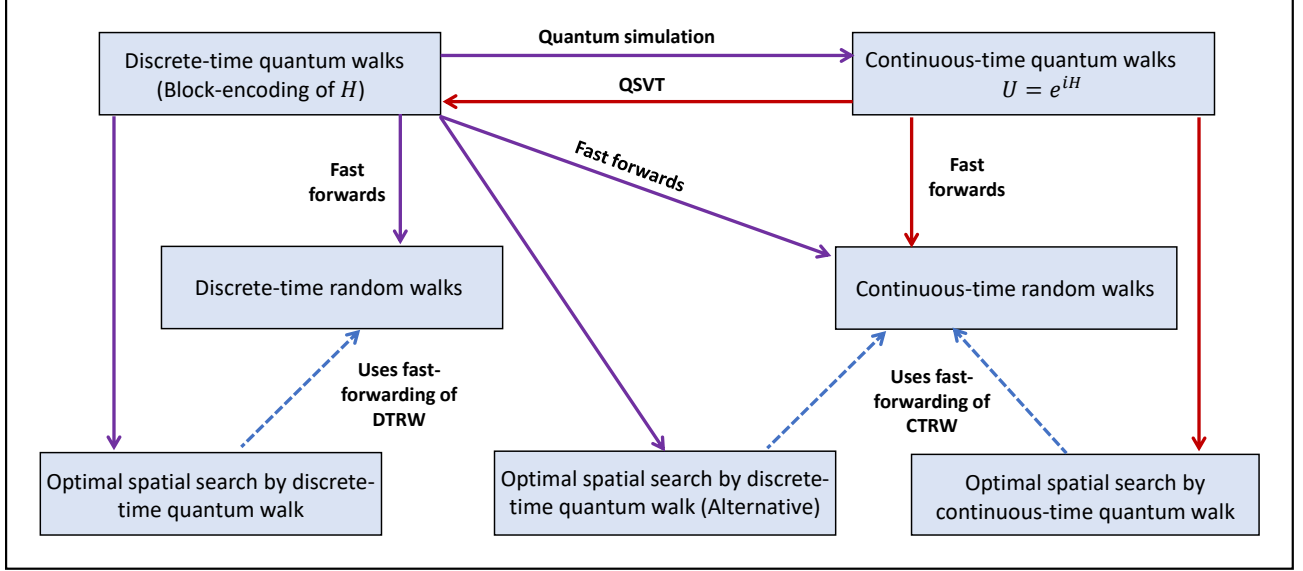 Discrete-time quantum walks
(Block-encoding of H)
Quantum simulation
QSVT
Continuous-time quantum walks
U = e^{iH}
Fast
forwards
Fast forwards
Fast
forwards
Discrete-time random walks
Continuous-time random walks
Uses fast-
forwarding of
DTRW
Uses fast-
forwarding of
CTRW
Optimal spatial search by discrete-
time quantum walk
Optimal spatial search by discrete-
time quantum walk (Alternative)
Optimal spatial search by
continuous-time quantum walk